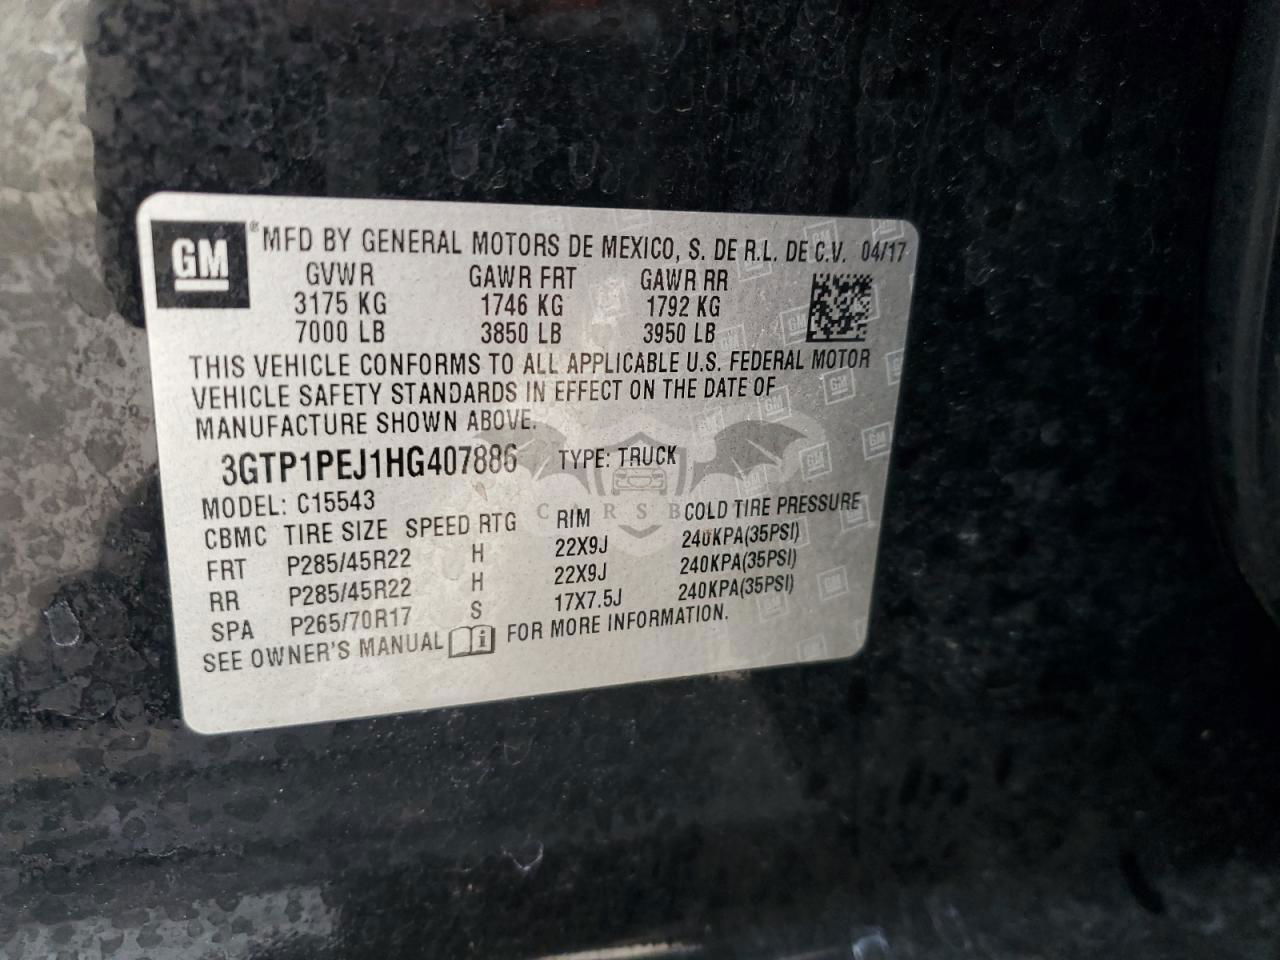 GM ® MFD BY GENERAL MOTORS DE MEXICO, S. DE R.L. DE C.V. 04/17
GVWR GAWR FRT GAWR RR
3175 KG 1746 KG 1792 KG
7000 LB 3850 LB 3950 LB
THIS VEHICLE CONFORMS TO ALL APPLICABLE U.S. FEDERAL MOTOR
VEHICLE SAFETY STANDARDS IN EFFECT ON THE DATE OF
MANUFACTURE SHOWN ABOVE.
3GTP1PEJ1HG407886 TYPE: TRUCK
MODEL: C15543
CBMC TIRE SIZE SPEED RTG RIM COLD TIRE PRESSURE
FRT P285/45R22 H 22X9J 240KPA(35PSI)
RR P285/45R22 H 22X9J 240KPA(35PSI)
SPA P265/70R17 S 17X7.5J 240KPA(35PSI)
SEE OWNER'S MANUAL i FOR MORE INFORMATION.